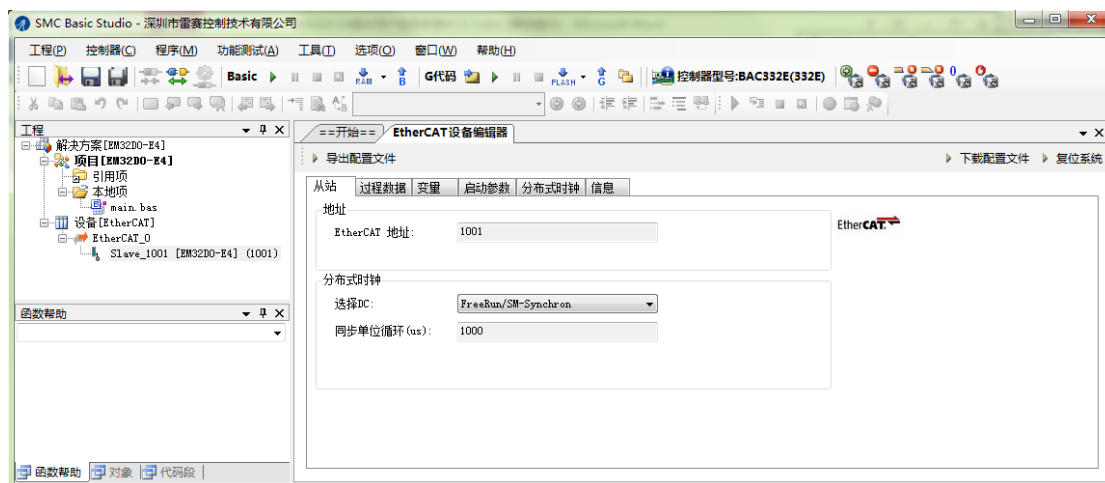 SMC Basic Studio - 深圳市雷赛控制技术有限公司
工程(P) 控制器(C) 程序(M) 功能测试(A) 工具(T) 选项(O) 窗口(W) 帮助(H)
Basic RAM B G代码 FLASH G 控制器型号:BAC332E(332E)
工程
==开始== EtherCAT设备编辑器
解决方案[EM32DO-E4]
项目[EM32DO-E4]
引用项
本地项
main.bas
设备[EtherCAT]
EtherCAT_0
Slave_1001 [EM32DO-E4] (1001)
导出配置文件 下载配置文件 复位系统
从站 过程数据 变量 启动参数 分布式时钟 信息
地址
EtherCAT 地址: 1001
EtherCAT
分布式时钟
选择DC: FreeRun/SM-Synchron
同步单位循环(us): 1000
函数帮助
函数帮助 对象 代码段